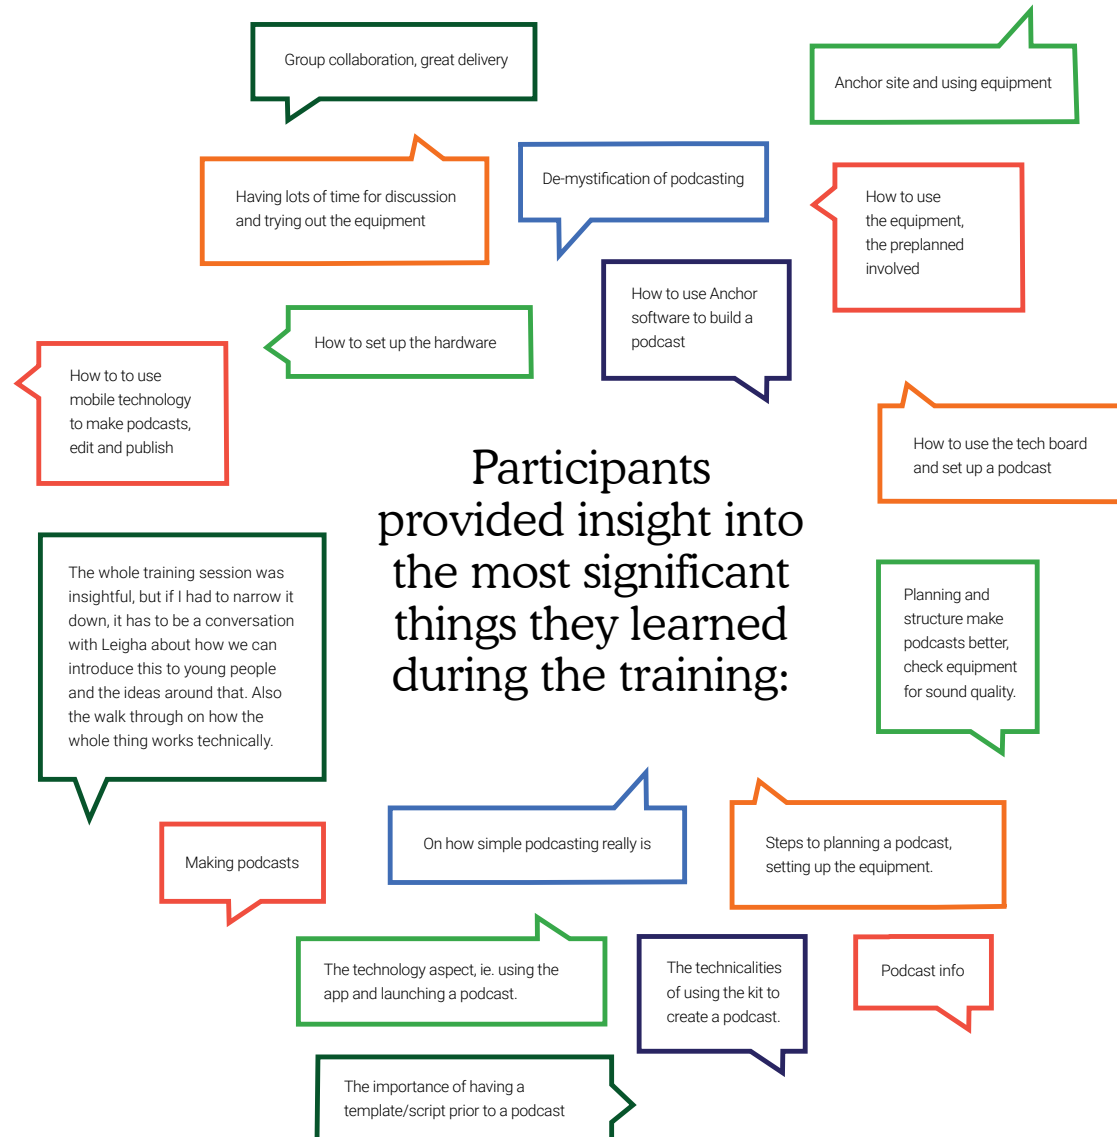 Group collaboration, great delivery
Anchor site and using equipment
Having lots of time for discussion
and trying out the equipment
De-mystification of podcasting
How to use
the equipment,
the preplanned
involved
How to use Anchor
software to build a
podcast
How to set up the hardware
How to to use
mobile technology
to make podcasts,
edit and publish
How to use the tech board
and set up a podcast
Participants
provided insight into
the most significant
things they learned
during the training:
The whole training session was
insightful, but if I had to narrow it
down, it has to be a conversation
with Leigha about how we can
introduce this to young people
and the ideas around that. Also
the walk through on how the
whole thing works technically.
Planning and
structure make
podcasts better,
check equipment
for sound quality.
Making podcasts
On how simple podcasting really is
Steps to planning a podcast,
setting up the equipment.
The technology aspect, ie. using the
app and launching a podcast.
The technicalities
of using the kit to
create a podcast.
Podcast info
The importance of having a
template/script prior to a podcast